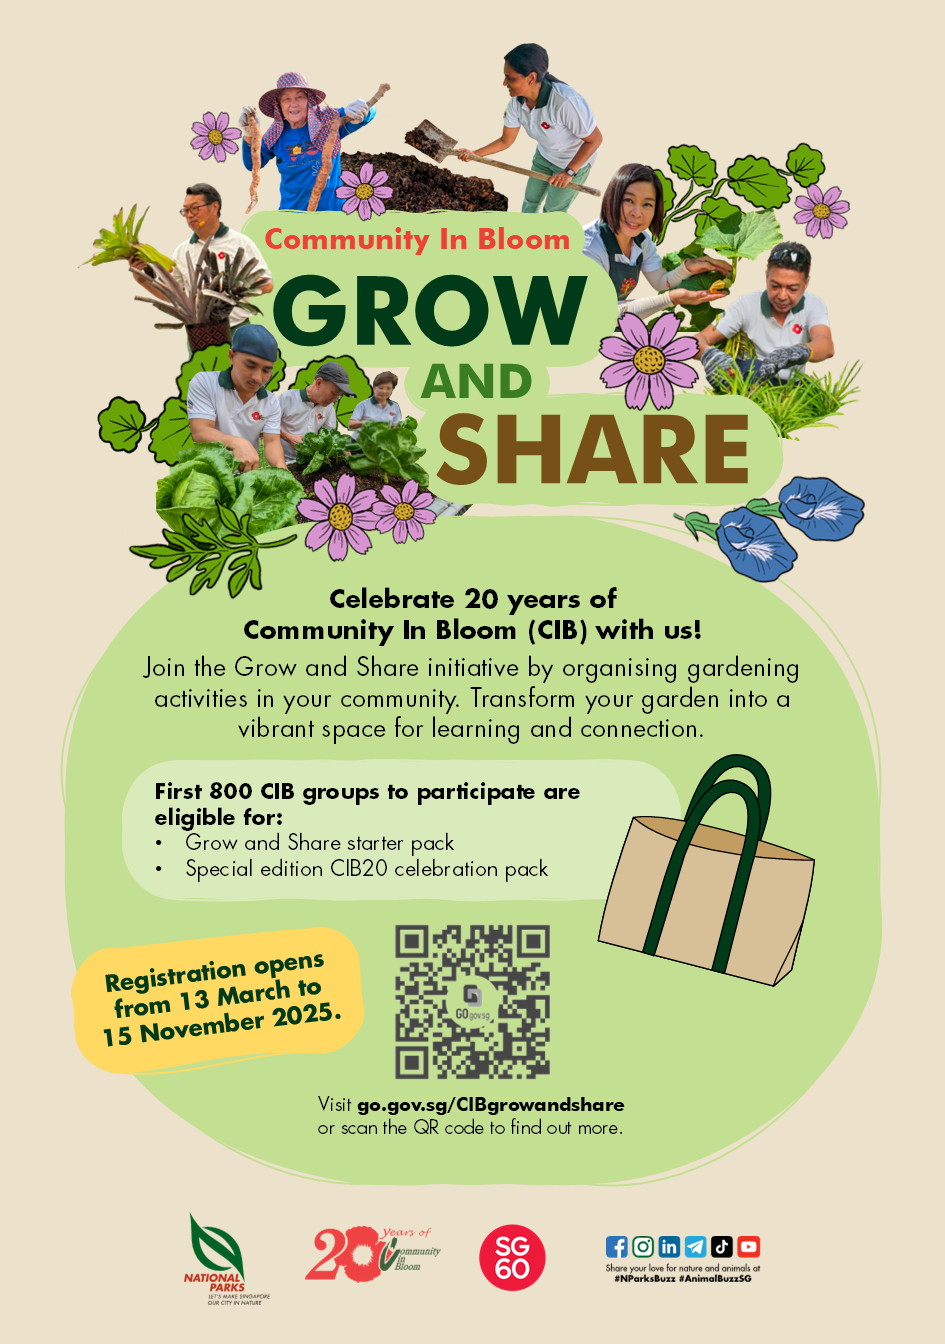 Community In Bloom
GROW
AND
SHARE
Celebrate 20 years of
Community In Bloom (CIB) with us!
Join the Grow and Share initiative by organising gardening
activities in your community. Transform your garden into a
vibrant space for learning and connection.
First 800 CIB groups to participate are
eligible for:
• Grow and Share starter pack
• Special edition CIB20 celebration pack
Registration opens
from 13 March to
15 November 2025.
GOgov.sg
Visit go.gov.sg/CIBgrowandshare
or scan the QR code to find out more.
NATIONAL
PARKS
LET'S MAKE SINGAPORE
OUR CITY IN NATURE
20 Years of
Community
in
Bloom
SG
60
Share your love for nature and animals at
#NParksBuzz #AnimalBuzzSG